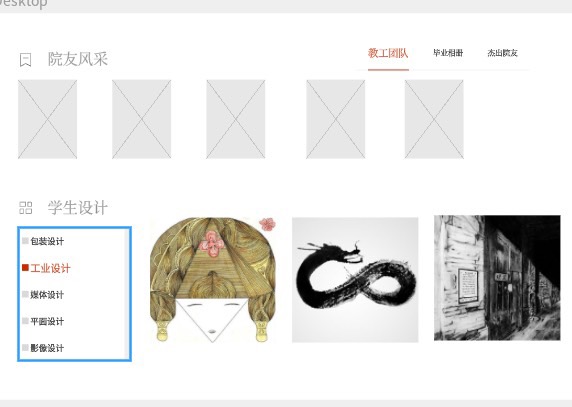 Desktop
院友风采
教工团队 毕业相册 杰出院友
学生设计
包装设计
工业设计
媒体设计
平面设计
影像设计